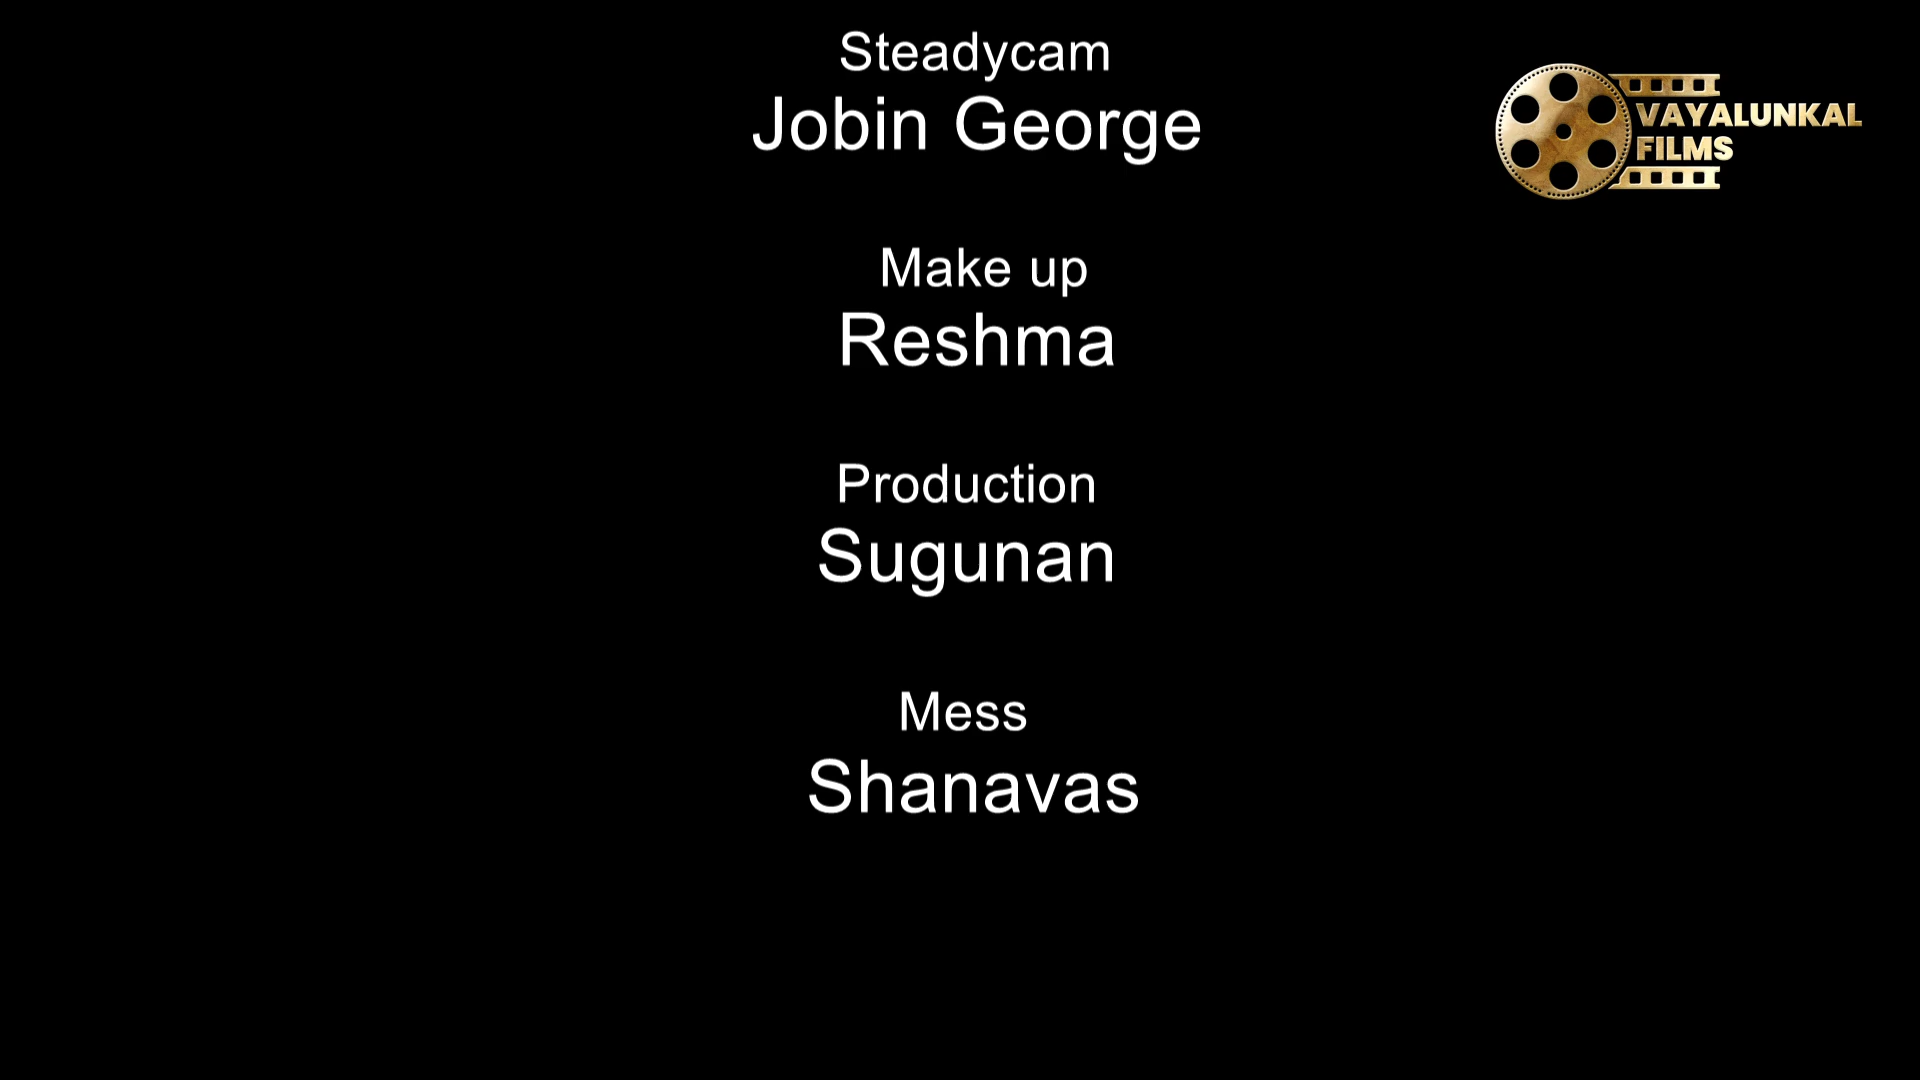 Steadycam
Jobin George
VAYALUNKAL
FILMS
Make up
Reshma
Production
Sugunan
Mess
Shanavas